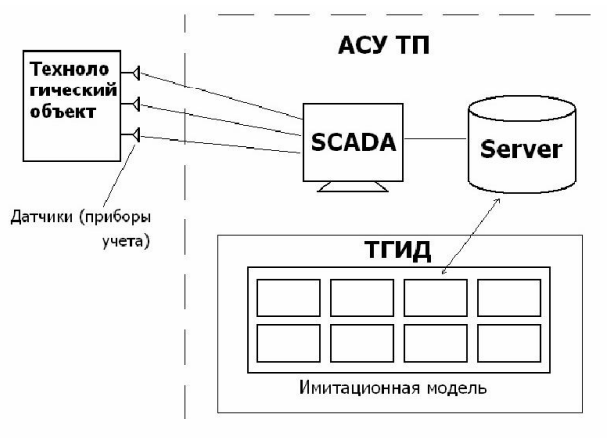 АСУ ТП
Техноло
гический
объект
SCADA
Server
Датчики (приборы
учета)
ТГИД
Имитационная модель